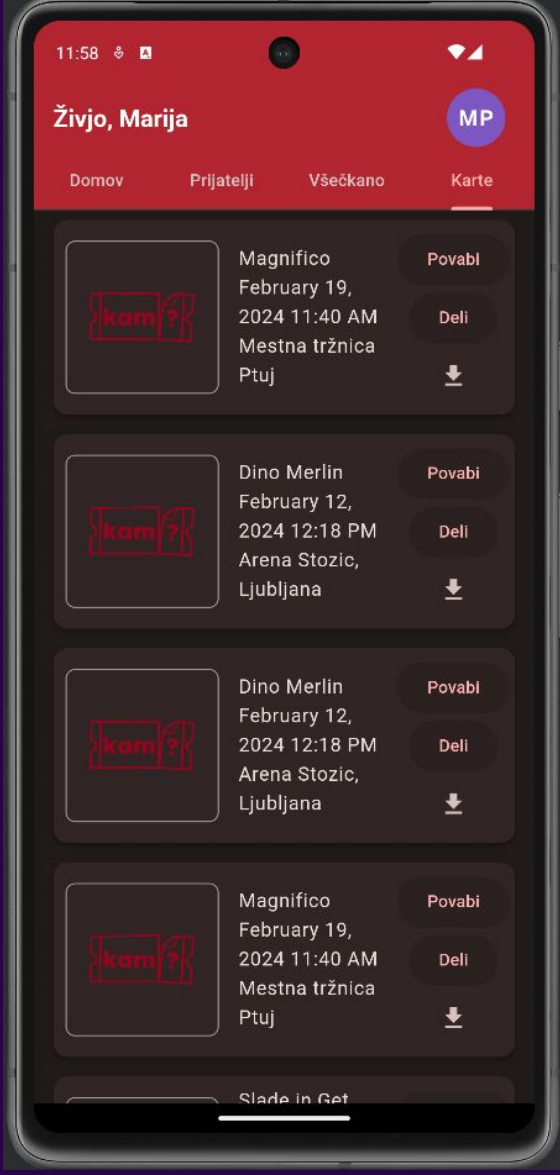 11:58
A
Živjo, Marija
MP
Domov Prijatelji Všečkano Karte
kam?
Magnifico
February 19,
2024 11:40 AM
Mestna tržnica
Ptuj
Povabi
Deli
kam?
Dino Merlin
February 12,
2024 12:18 PM
Arena Stozic,
Ljubljana
Povabi
Deli
kam?
Dino Merlin
February 12,
2024 12:18 PM
Arena Stozic,
Ljubljana
Povabi
Deli
kam?
Magnifico
February 19,
2024 11:40 AM
Mestna tržnica
Ptuj
Povabi
Deli
Slade in Get